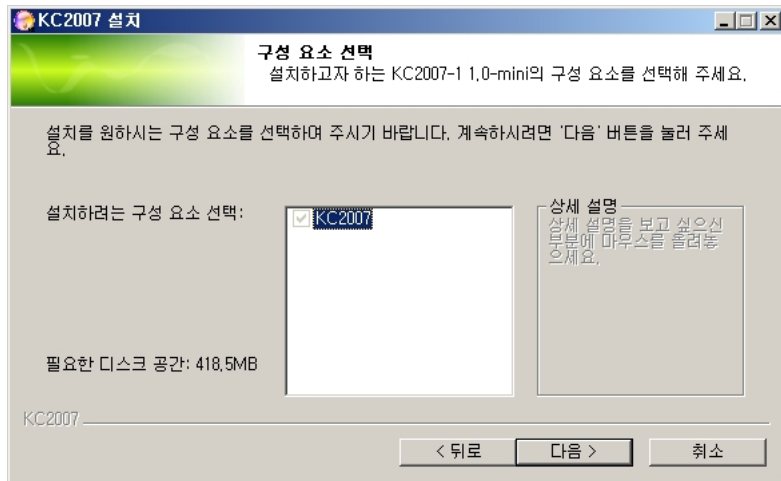 KC2007 설치
구성 요소 선택
설치하고자 하는 KC2007-1 1.0-mini의 구성 요소를 선택해 주세요.
설치를 원하시는 구성 요소를 선택하여 주시기 바랍니다. 계속하시려면 '다음' 버튼을 눌러 주세
요.
설치하려는 구성 요소 선택:
KC2007
상세 설명
상세 설명을 보고 싶으신
부분에 마우스를 올려놓
으세요.
필요한 디스크 공간: 418.5MB
KC2007
< 뒤로
다음 >
취소